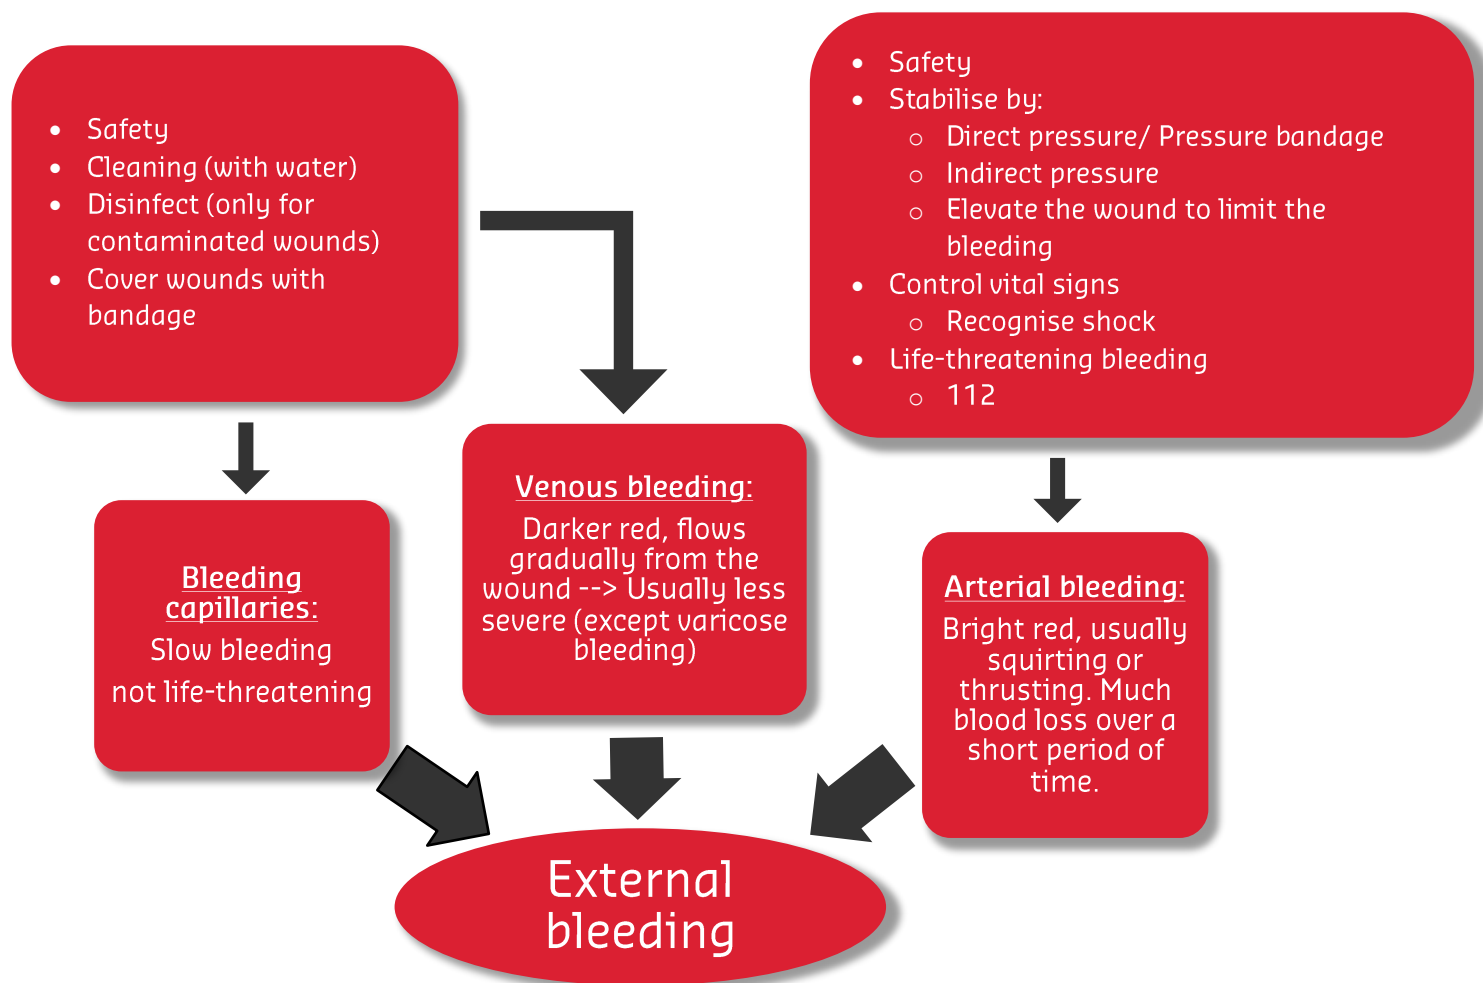 • Safety
• Cleaning (with water)
• Disinfect (only for
contaminated wounds)
• Cover wounds with
bandage
• Safety
• Stabilise by:
○ Direct pressure/ Pressure bandage
○ Indirect pressure
○ Elevate the wound to limit the
bleeding
• Control vital signs
○ Recognise shock
• Life-threatening bleeding
○ 112
Bleeding
capillaries:
Slow bleeding
not life-threatening
Venous bleeding:
Darker red, flows
gradually from the
wound --> Usually less
severe (except varicose
bleeding)
Arterial bleeding:
Bright red, usually
squirting or
thrusting. Much
blood loss over a
short period of
time.
External
bleeding